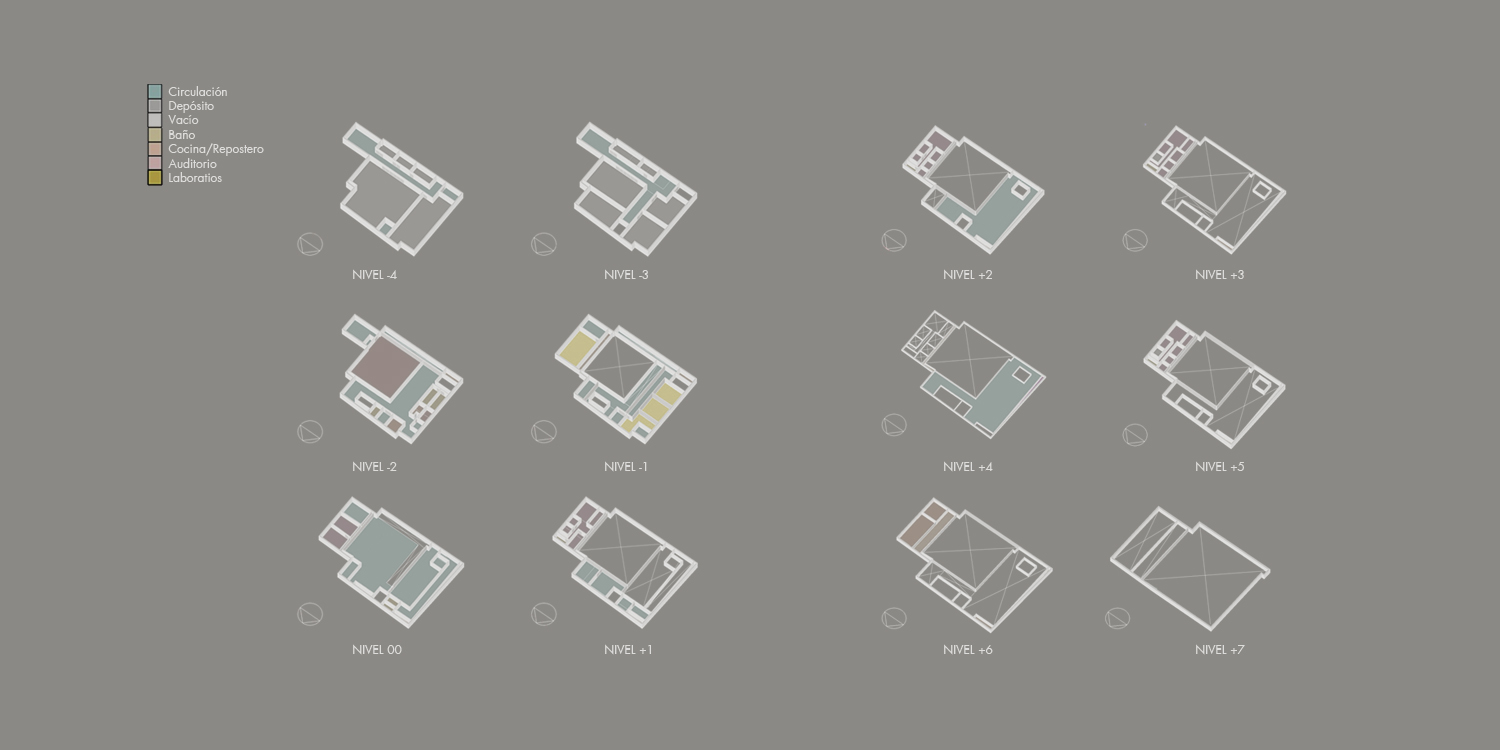 Circulación
Depósito
Vacío
Baño
Cocina/Repostero
Auditorio
Laboratios
NIVEL -4
NIVEL -3
NIVEL +2
NIVEL +3
NIVEL -2
NIVEL -1
NIVEL +4
NIVEL +5
NIVEL 00
NIVEL +1
NIVEL +6
NIVEL +7